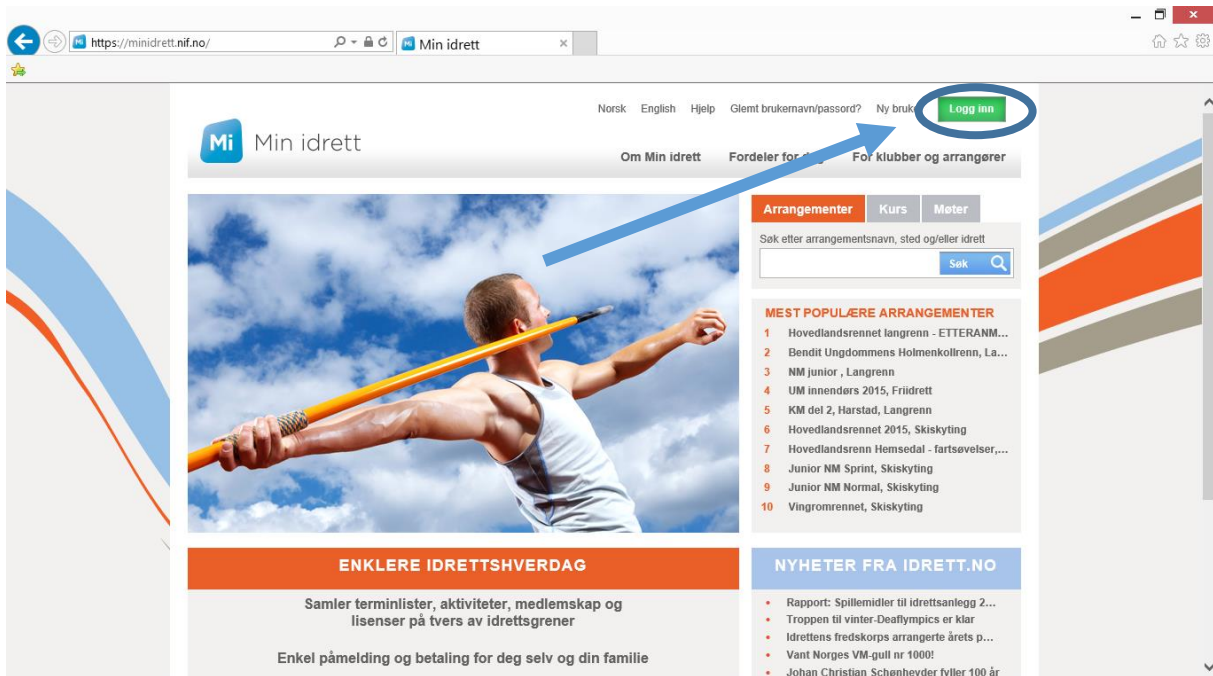 https://minidrett.nif.no/
Min idrett
Norsk English Hjelp Glemt brukernavn/passord? Ny bruk Logg inn
Mi Min idrett
Om Min idrett Fordeler for deg For klubber og arrangører
Arrangementer Kurs Møter
Søk etter arrangementsnavn, sted og/eller idrett
Søk
MEST POPULÆRE ARRANGEMENTER
1 Hovedlandsrennet langrenn - ETTERANM...
2 Bendit Ungdommens Holmenkollrenn, La...
3 NM junior , Langrenn
4 UM innendørs 2015, Friidrett
5 KM del 2, Harstad, Langrenn
6 Hovedlandsrennet 2015, Skiskyting
7 Hovedlandsrenn Hemsedal - fartsøvelser,...
8 Junior NM Sprint, Skiskyting
9 Junior NM Normal, Skiskyting
10 Vingromrennet, Skiskyting
ENKLERE IDRETTSHVERDAG
Samler terminlister, aktiviteter, medlemskap og
lisenser på tvers av idrettsgrener
Enkel påmelding og betaling for deg selv og din familie
NYHETER FRA IDRETT.NO
• Rapport: Spillemidler til idrettsanlegg 2...
• Troppen til vinter-Deaflympics er klar
• Idrettens fredskorps arrangerte årets p...
• Vant Norges VM-gull nr 1000!
• Johan Christian Schønheyder fyller 100 år